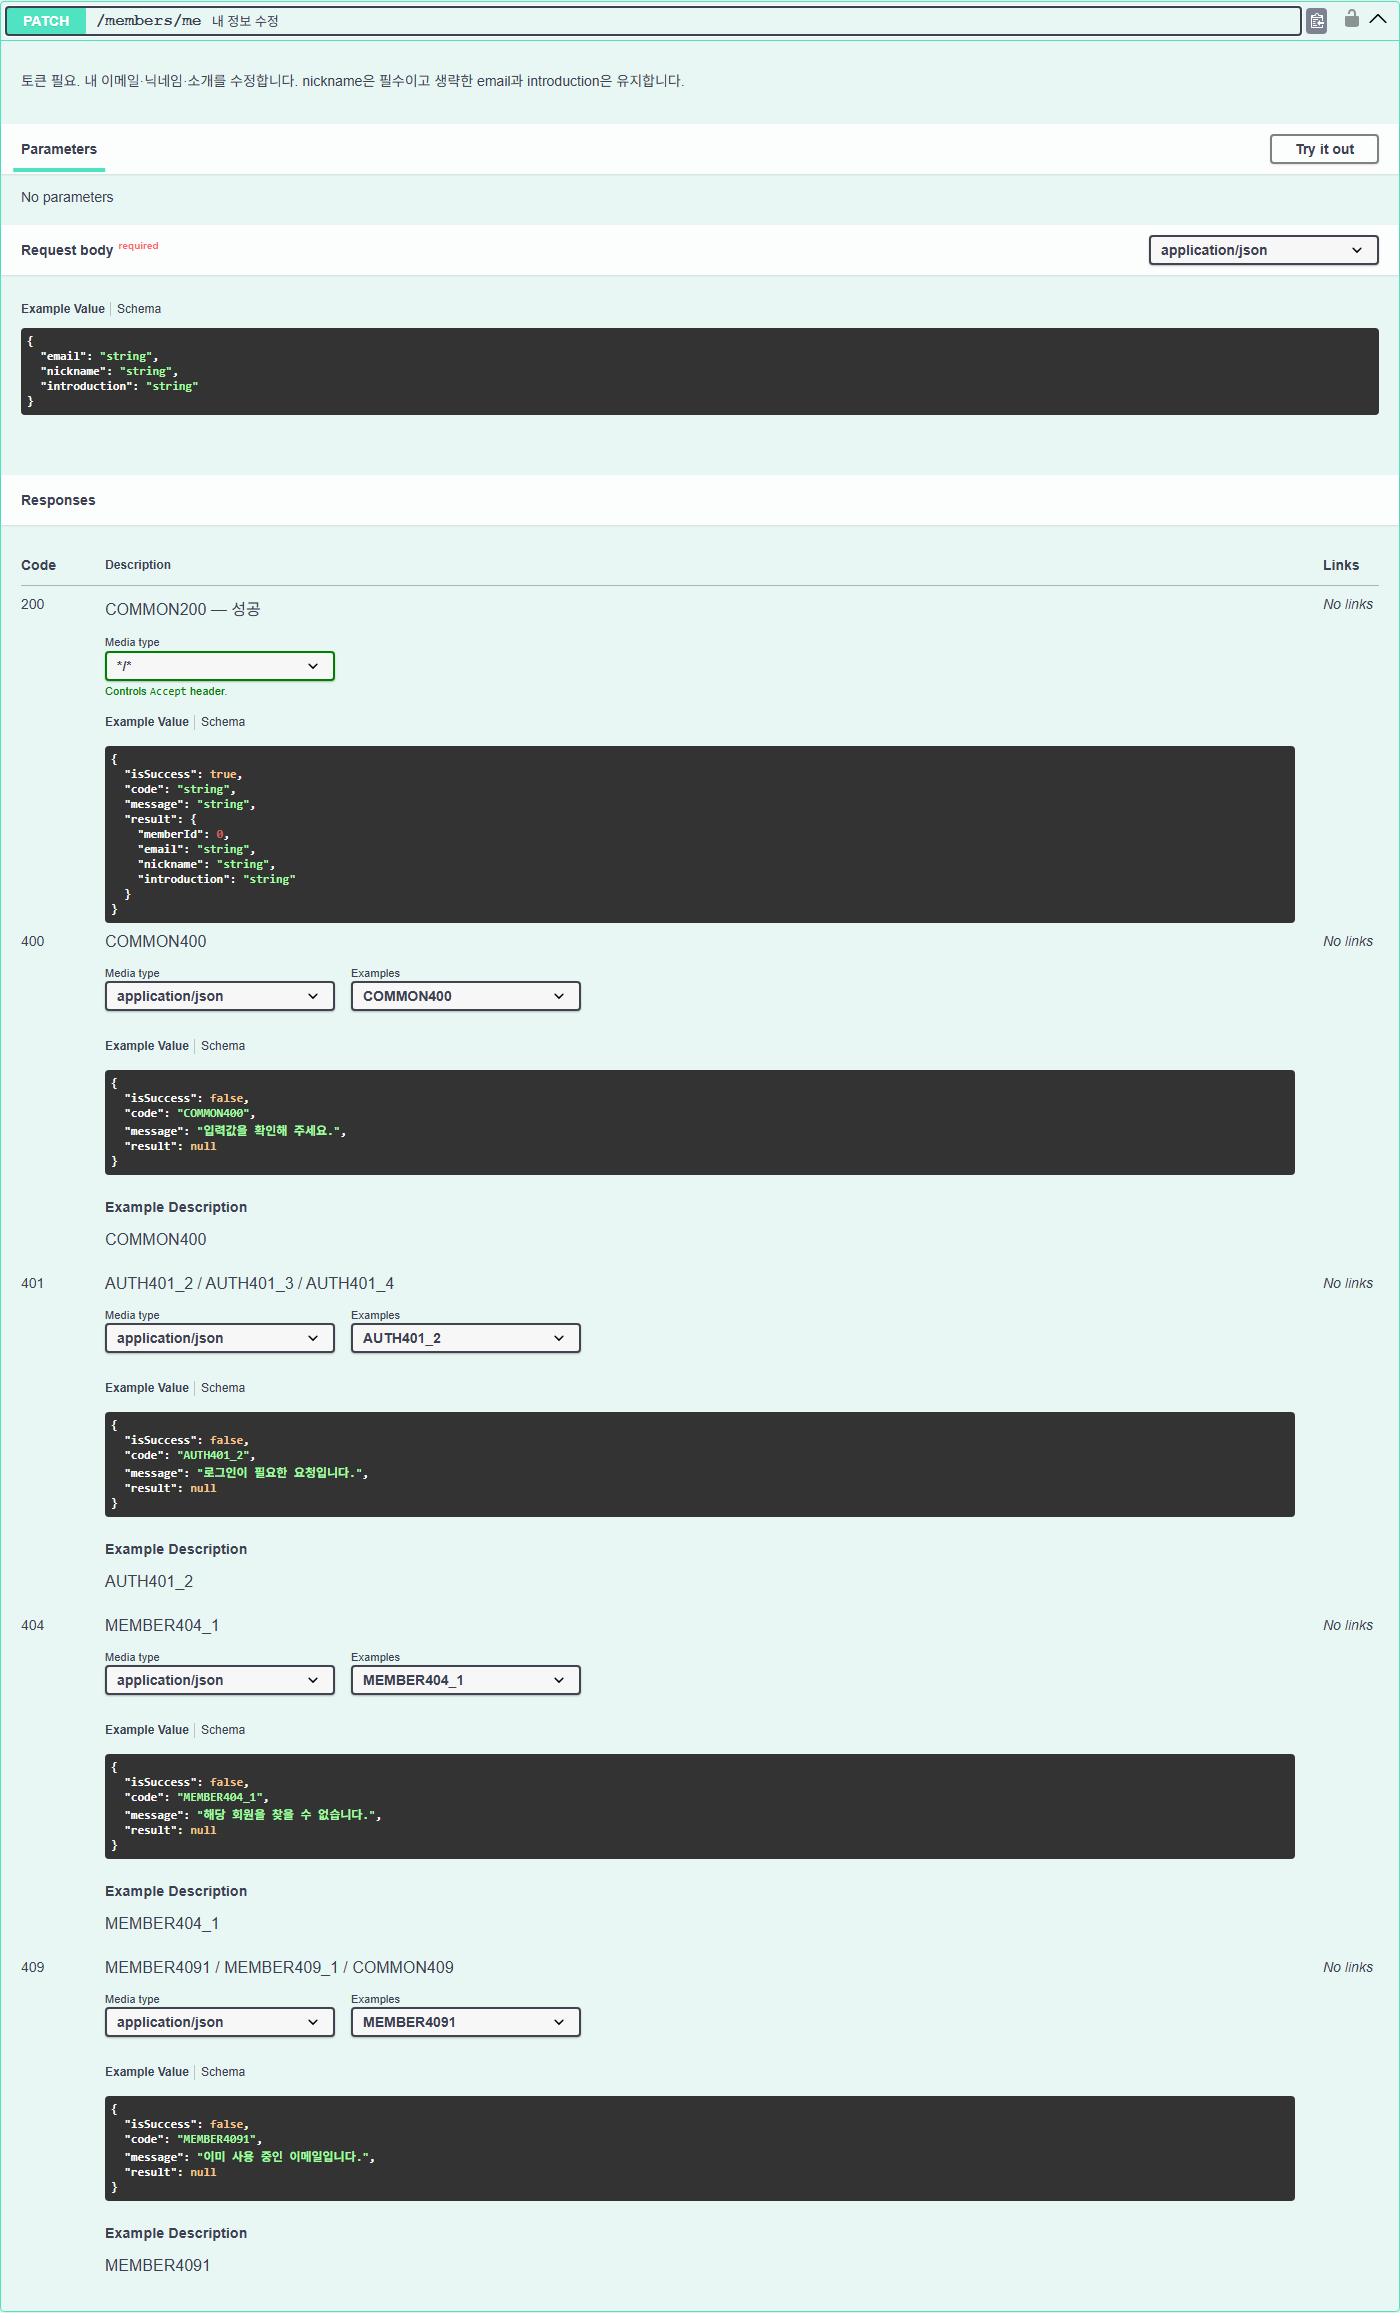 PATCH /members/me 내 정보 수정
토큰 필요. 내 이메일·닉네임·소개를 수정합니다. nickname은 필수이고 생략한 email과 introduction은 유지합니다.
Parameters
Try it out
No parameters
Request body required
application/json
Example Value | Schema
{
  "email": "string",
  "nickname": "string",
  "introduction": "string"
}
Responses
Code Description Links
200 COMMON200 — 성공 No links
Media type
*/*
Controls Accept header.
Example Value | Schema
{
  "isSuccess": true,
  "code": "string",
  "message": "string",
  "result": {
    "memberId": 0,
    "email": "string",
    "nickname": "string",
    "introduction": "string"
  }
}
400 COMMON400 No links
Media type Examples
application/json COMMON400
Example Value | Schema
{
  "isSuccess": false,
  "code": "COMMON400",
  "message": "입력값을 확인해 주세요.",
  "result": null
}
Example Description
COMMON400
401 AUTH401_2 / AUTH401_3 / AUTH401_4 No links
Media type Examples
application/json AUTH401_2
Example Value | Schema
{
  "isSuccess": false,
  "code": "AUTH401_2",
  "message": "로그인이 필요한 요청입니다.",
  "result": null
}
Example Description
AUTH401_2
404 MEMBER404_1 No links
Media type Examples
application/json MEMBER404_1
Example Value | Schema
{
  "isSuccess": false,
  "code": "MEMBER404_1",
  "message": "해당 회원을 찾을 수 없습니다.",
  "result": null
}
Example Description
MEMBER404_1
409 MEMBER4091 / MEMBER409_1 / COMMON409 No links
Media type Examples
application/json MEMBER4091
Example Value | Schema
{
  "isSuccess": false,
  "code": "MEMBER4091",
  "message": "이미 사용 중인 이메일입니다.",
  "result": null
}
Example Description
MEMBER4091